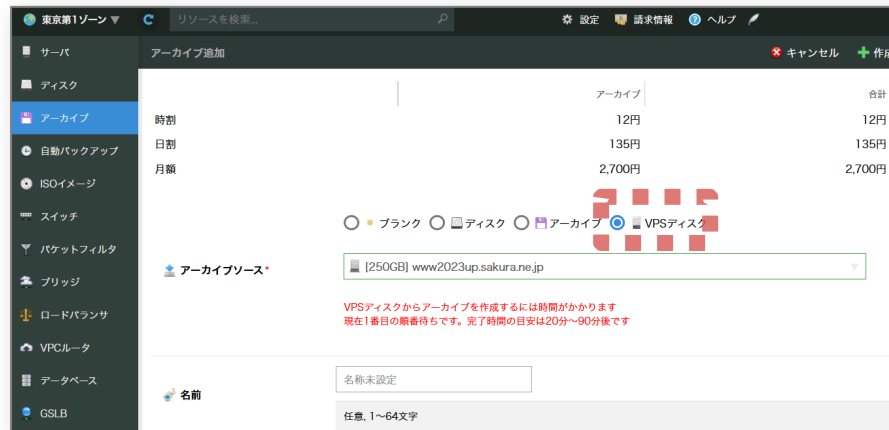 東京第1ゾーン ▼
リソースを検索...
設定 請求情報 ヘルプ
サーバ
ディスク
アーカイブ
自動バックアップ
ISOイメージ
スイッチ
パケットフィルタ
ブリッジ
ロードバランサ
VPCルータ
データベース
GSLB
アーカイブ追加
キャンセル 作成
アーカイブ 合計
時割 12円 12円
日割 135円 135円
月額 2,700円 2,700円
ブランク ディスク アーカイブ VPSディスク
アーカイブソース*
[250GB] www2023up.sakura.ne.jp
VPSディスクからアーカイブを作成するには時間がかかります
現在1番目の順番待ちです。完了時間の目安は20分〜90分後です
名前
名称未設定
任意, 1〜64文字